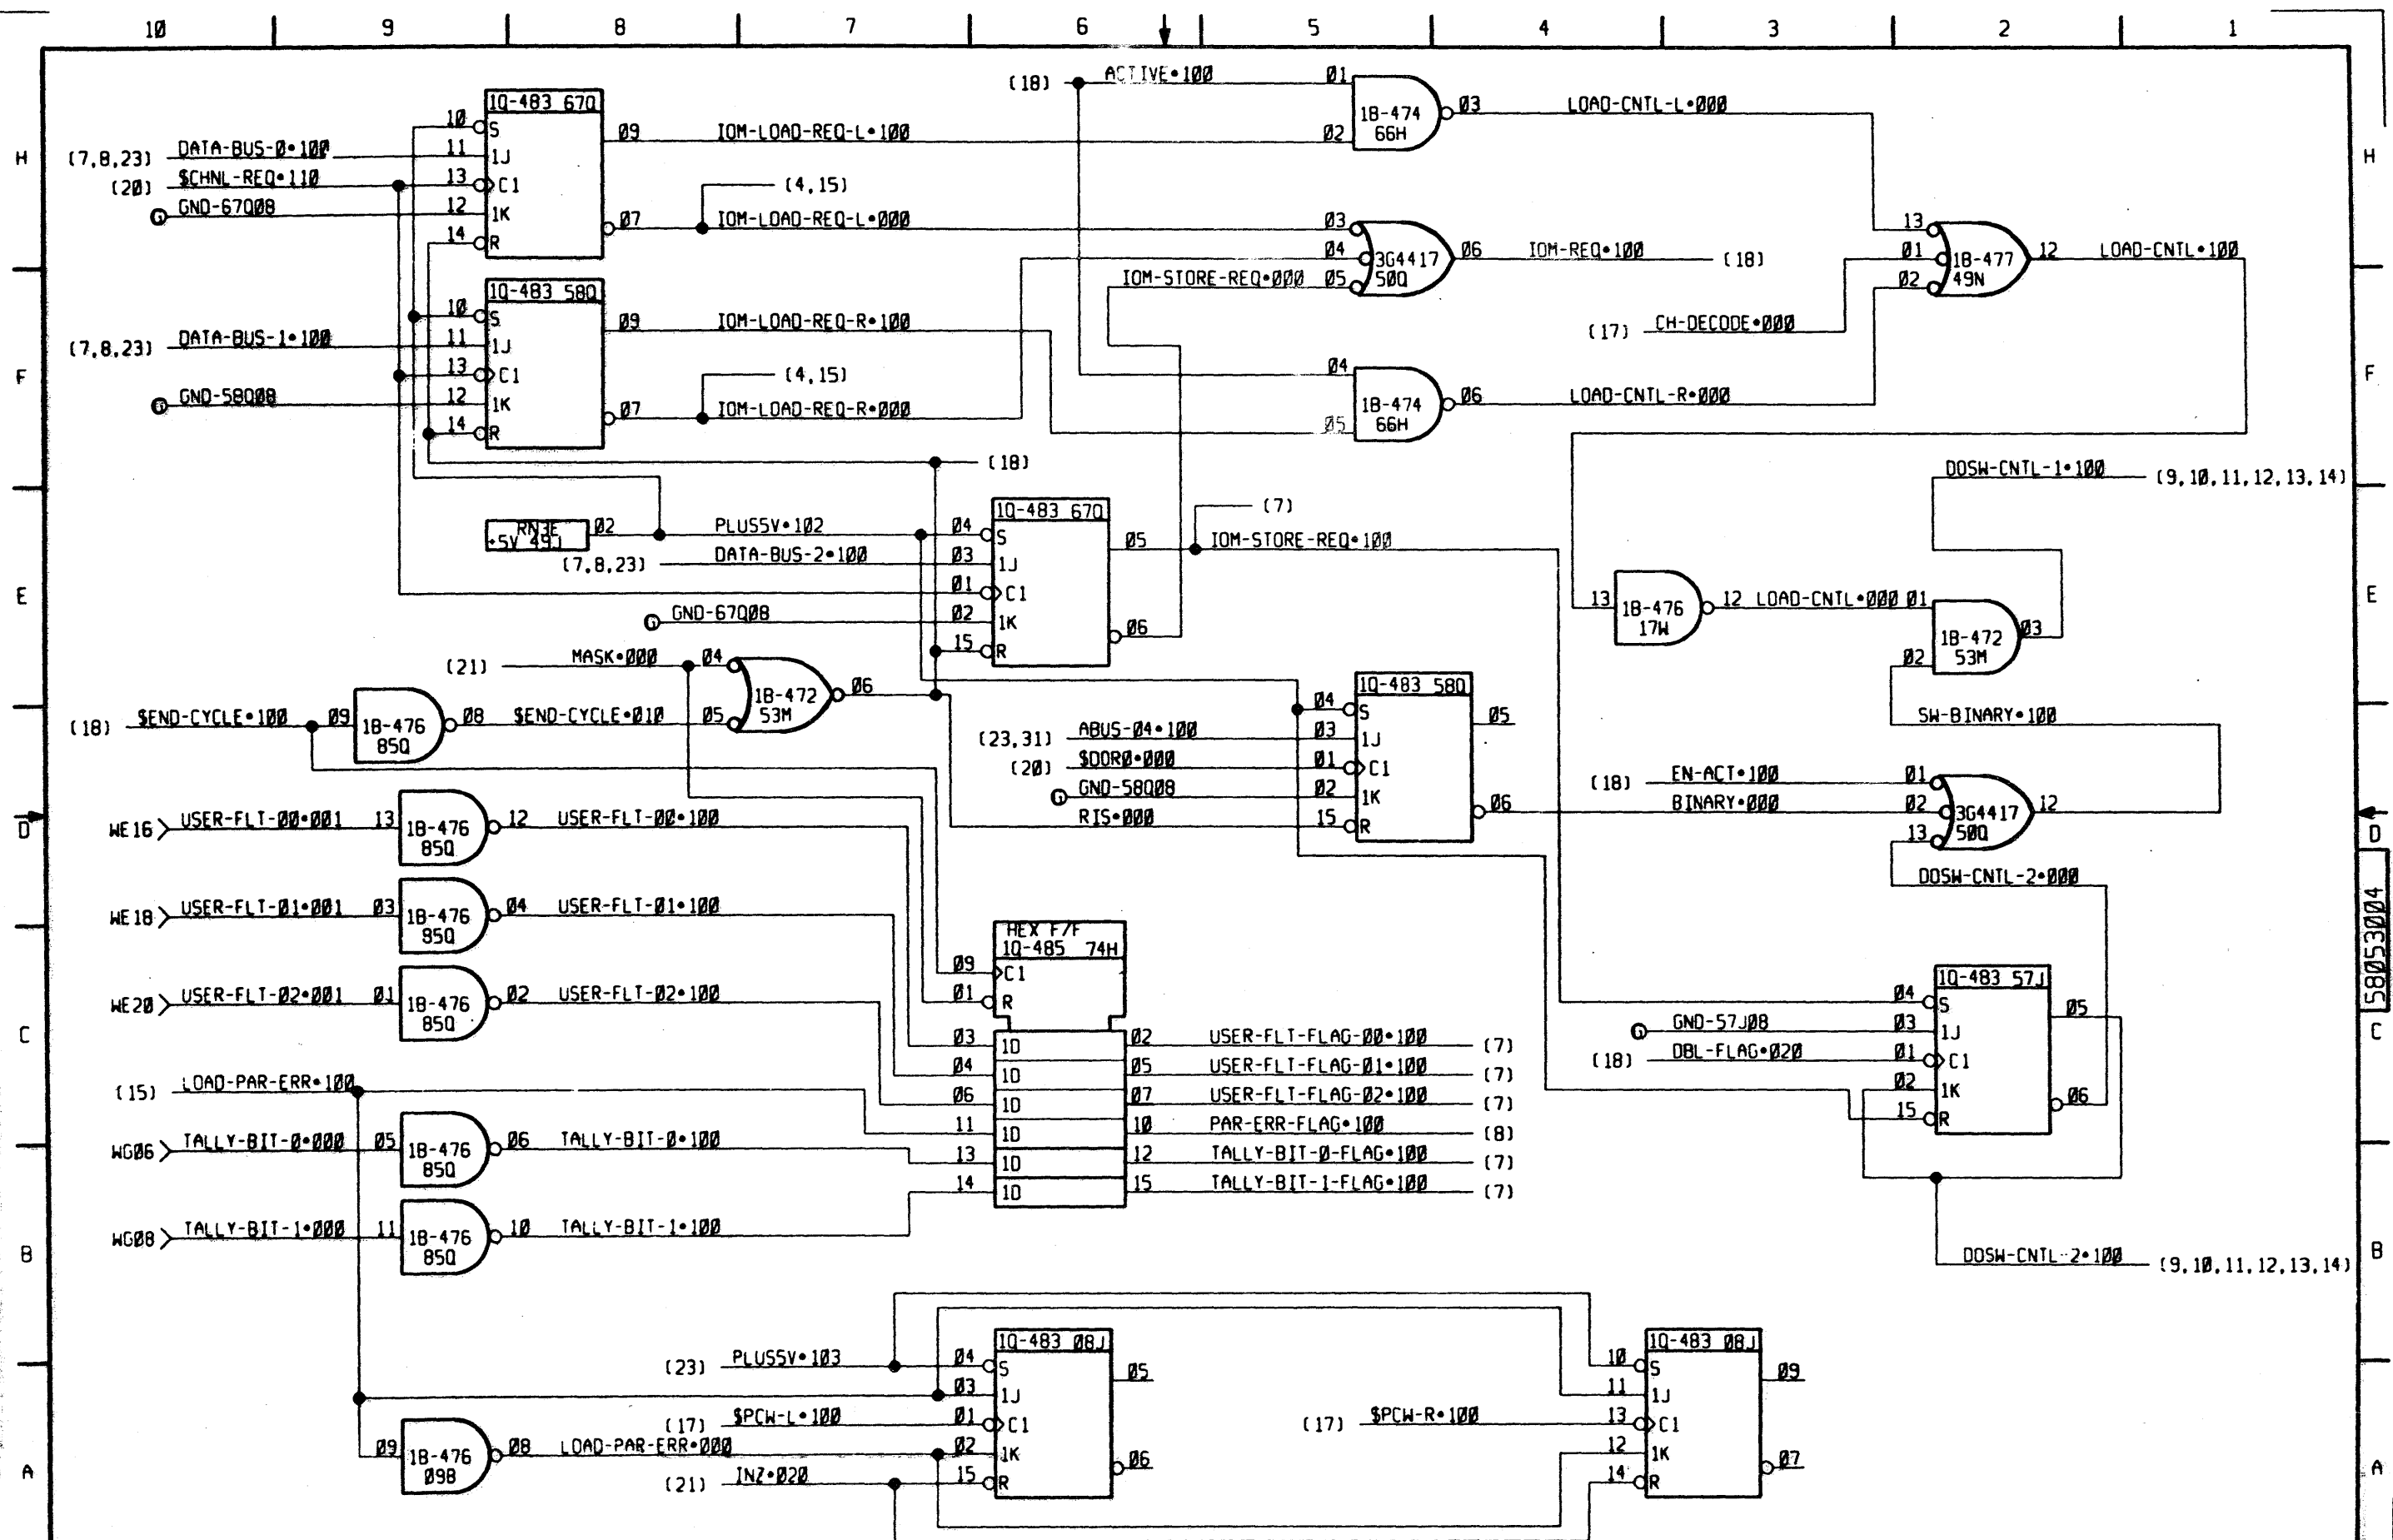 10 9 8 7 6 5 4 3 2 1
(18) ACTIVE•100 01
1B-474
66H
03 LOAD-CNTL-L•000
02
1Q-483 67Q
10 S
(7,8,23) DATA-BUS-0•100 11 1J
(20) $CHNL-REQ•110 13 C1
G GND-67Q08 12 1K
14 R
09 IOM-LOAD-REQ-L•100
(4,15)
07 IOM-LOAD-REQ-L•000
H H
03
04
IOM-STORE-REQ•000 05
3G4417
50Q
06 IOM-REQ•100 (18)
13
01
02
1B-477
49N
12 LOAD-CNTL•100
(17) CH-DECODE•000
1Q-483 58Q
10 S
(7,8,23) DATA-BUS-1•100 11 1J
13 C1
G GND-58Q08 12 1K
14 R
09 IOM-LOAD-REQ-R•100
(4,15)
07 IOM-LOAD-REQ-R•000
F F
04
05
1B-474
66H
06 LOAD-CNTL-R•000
(18)
DOSW-CNTL-1•100 (9,10,11,12,13,14)
RN3E
+5V 49J
02 PLUS5V•102
(7,8,23) DATA-BUS-2•100
G GND-67Q08
1Q-483 67Q
04 S
03 1J
01 C1
02 1K
15 R
05 IOM-STORE-REQ•100
(7)
06
E E
13 1B-476
17W
12 LOAD-CNTL•000 01
02
1B-472
53M
03
SW-BINARY•100
(21) MASK•000 04
(18) $END-CYCLE•100 09
1B-476
85Q
08 $END-CYCLE•010 05
1B-472
53M
06
1Q-483 58Q
04 S
(23,31) ABUS-04•100 03 1J
(20) $DOR0•000 01 C1
G GND-58Q08 02 1K
RIS•000 15 R
05
06
(18) EN-ACT•100 01
BINARY•000 02
13
3G4417
50Q
12
DOSW-CNTL-2•000
D D
WE16 USER-FLT-00•001 13 1B-476 85Q 12 USER-FLT-00•100
WE18 USER-FLT-01•001 03 1B-476 85Q 04 USER-FLT-01•100
WE20 USER-FLT-02•001 01 1B-476 85Q 02 USER-FLT-02•100
58053004
C C
HEX F/F
1Q-485 74H
09 C1
01 R
03 1D 02 USER-FLT-FLAG-00•100 (7)
04 1D 05 USER-FLT-FLAG-01•100 (7)
06 1D 07 USER-FLT-FLAG-02•100 (7)
11 1D 10 PAR-ERR-FLAG•100 (8)
13 1D 12 TALLY-BIT-0-FLAG•100 (7)
14 1D 15 TALLY-BIT-1-FLAG•100 (7)
1Q-483 57J
04 S
G GND-57J08 03 1J
(18) DBL-FLAG•020 01 C1
02 1K
15 R
05
06
(15) LOAD-PAR-ERR•100
WG06 TALLY-BIT-0•000 05 1B-476 85Q 06 TALLY-BIT-0•100
WG08 TALLY-BIT-1•000 11 1B-476 85Q 10 TALLY-BIT-1•100
B B
DOSW-CNTL-2•100 (9,10,11,12,13,14)
1Q-483 08J
(23) PLUS5V•103 04 S
03 1J
(17) $PCW-L•100 01 C1
09 1B-476 09B 08 LOAD-PAR-ERR•000 02 1K
(21) INZ•020 15 R
05
06
1Q-483 08J
10 S
11 1J
(17) $PCW-R•100 13 C1
12 1K
14 R
09
07
A A